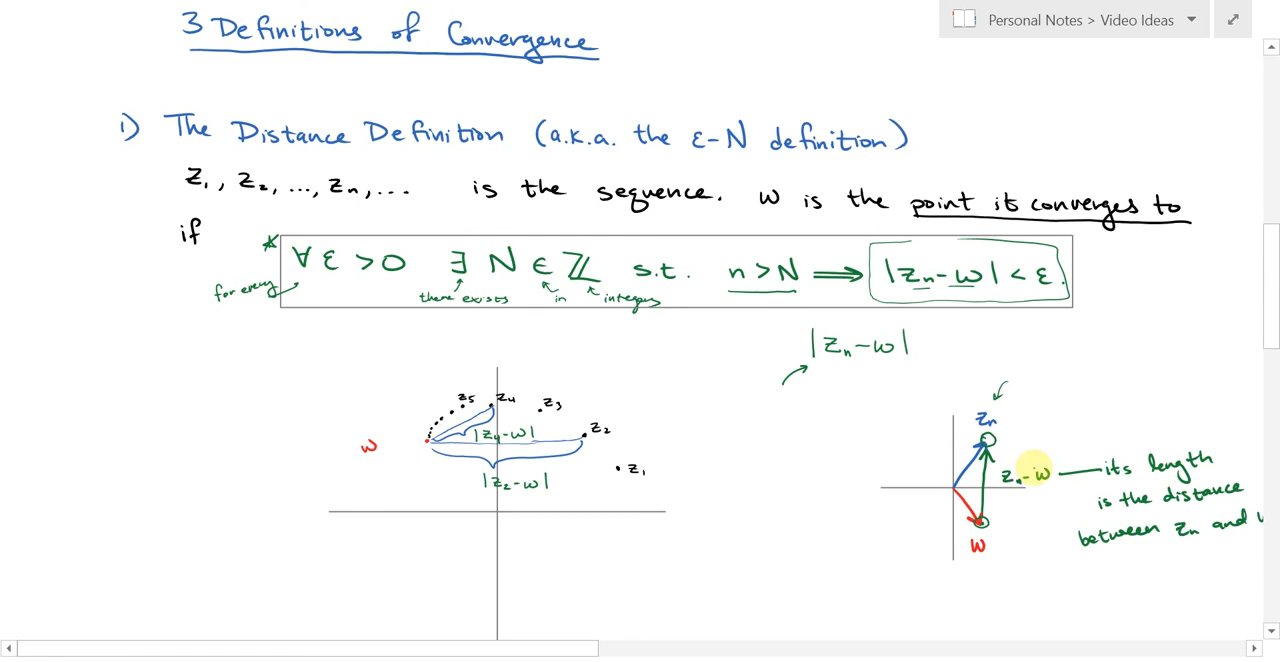 Personal Notes > Video Ideas
3 Definitions of Convergence
1) The Distance Definition (a.k.a. the ε-N definition)
z₁, z₂, ..., zₙ, ... is the sequence. w is the point it converges to
if
* ∀ ε > 0 ∃ N ∈ ℤ s.t. n > N ⟹ |zₙ - w| < ε.
for every there exists in integers
|zₙ - w|
z₅ z₄ z₃
zₙ
z₂
|z₄ - w|
w
z₁
|z₂ - w|
zₙ - w — its length
is the distance
between zₙ and
w